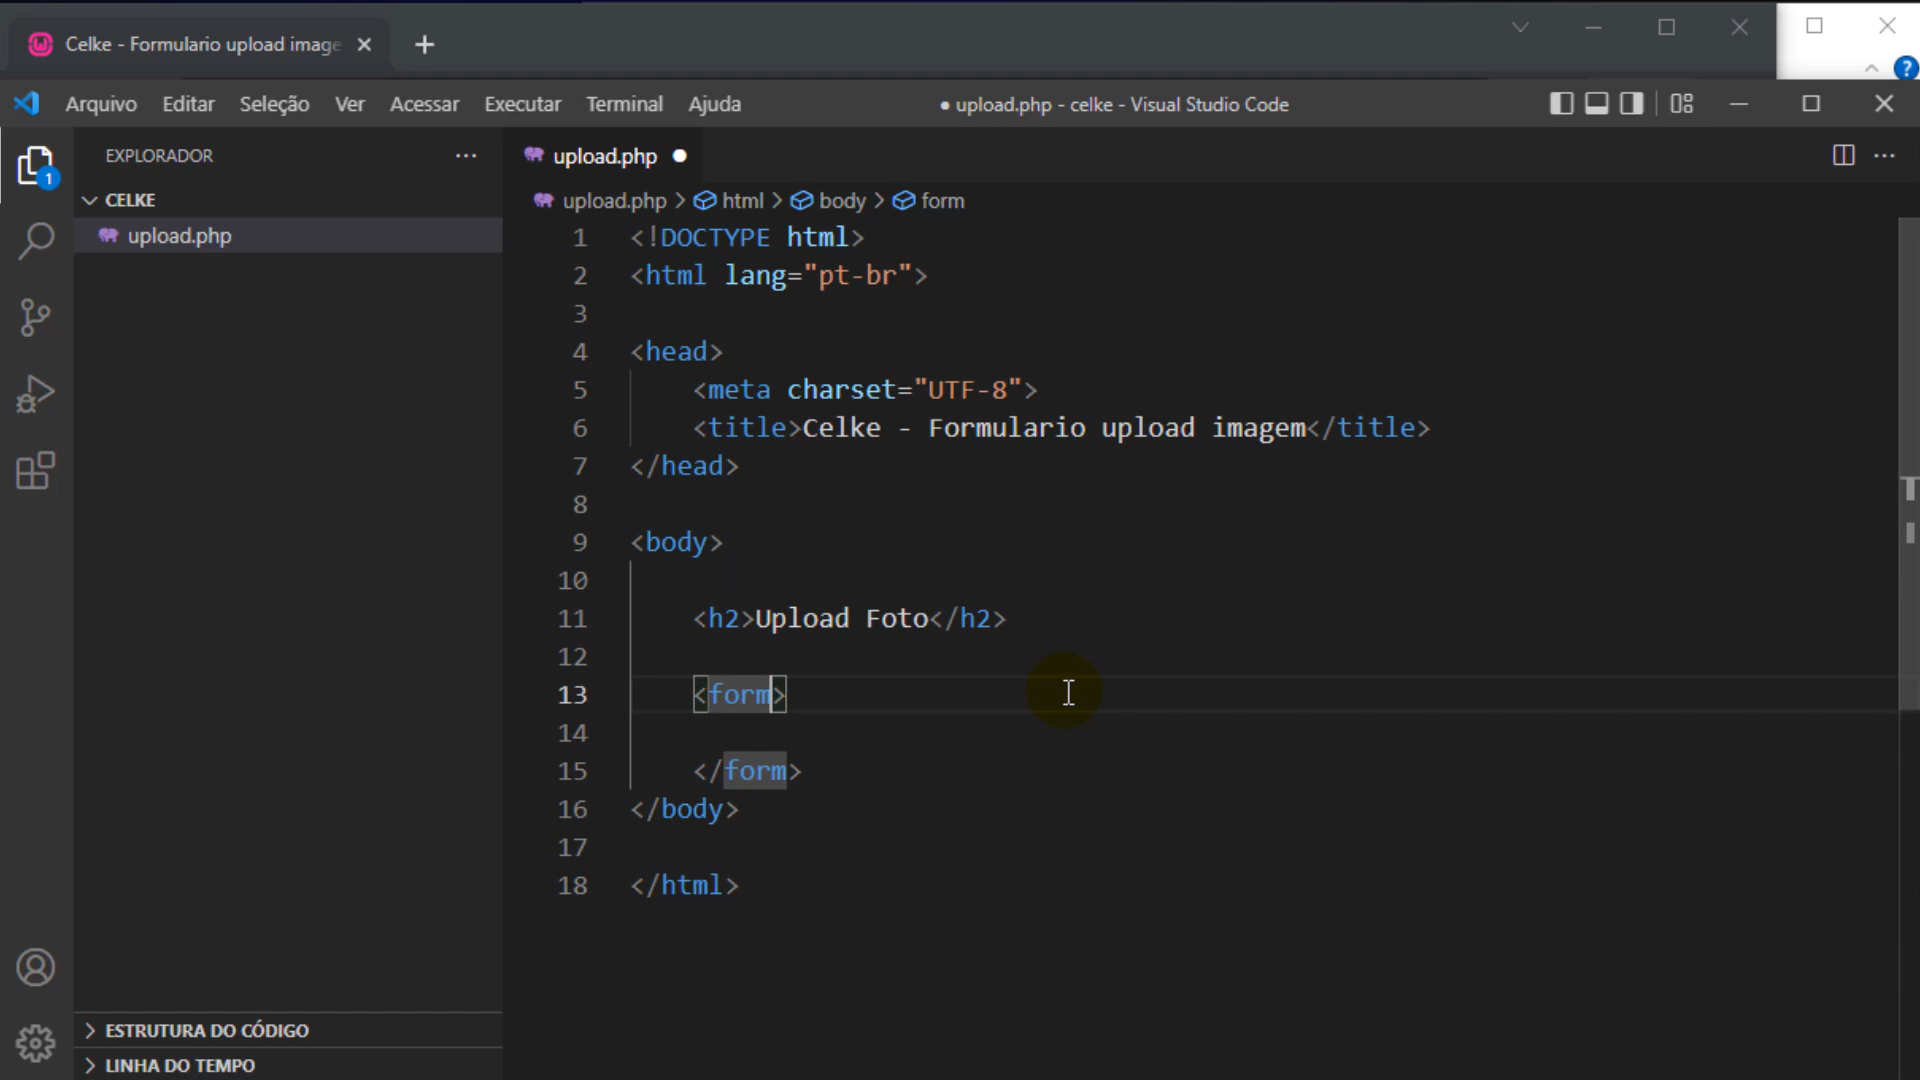 Celke - Formulario upload image
Arquivo Editar Seleção Ver Acessar Executar Terminal Ajuda
● upload.php - celke - Visual Studio Code
EXPLORADOR
1
CELKE
upload.php
upload.php
upload.php > html > body > form
1 <!DOCTYPE html>
2 <html lang="pt-br">
3
4 <head>
5 <meta charset="UTF-8">
6 <title>Celke - Formulario upload imagem</title>
7 </head>
8
9 <body>
10
11 <h2>Upload Foto</h2>
12
13 <form>
14
15 </form>
16 </body>
17
18 </html>
ESTRUTURA DO CÓDIGO
LINHA DO TEMPO